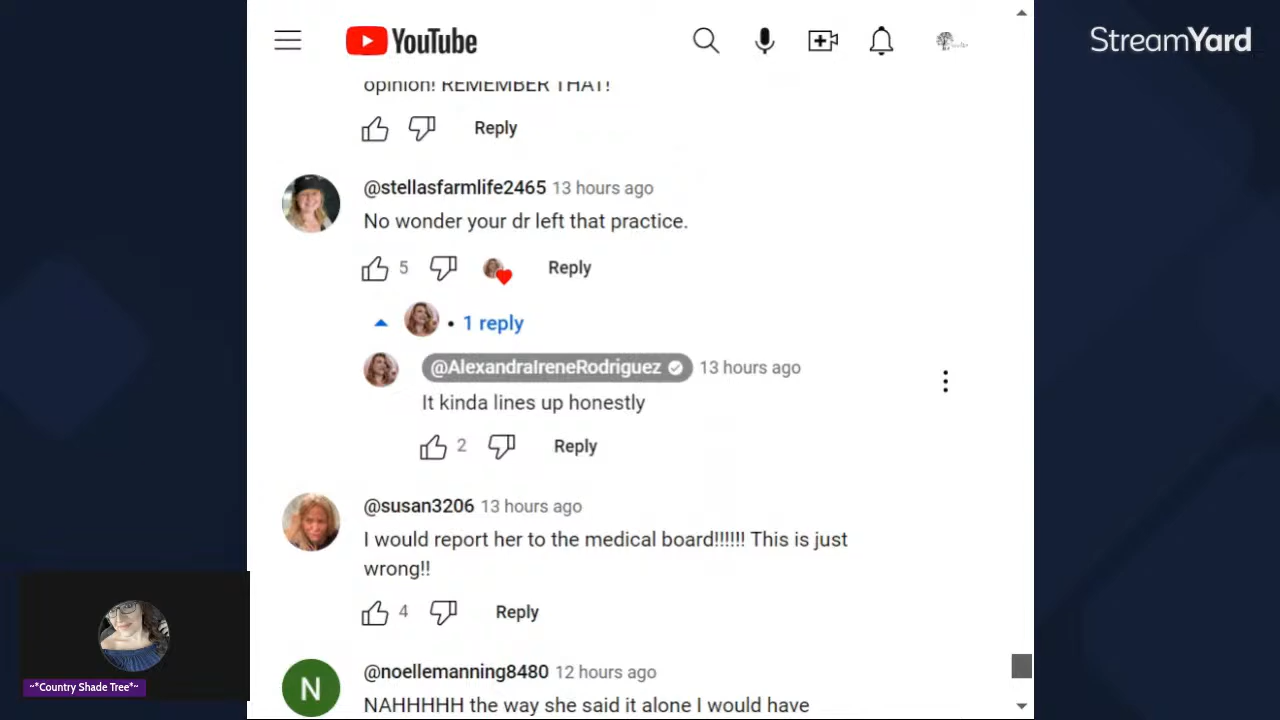 YouTube
StreamYard
opinion! REMEMBER THAT!
Reply
@stellasfarmlife2465 13 hours ago
No wonder your dr left that practice.
5 Reply
• 1 reply
@AlexandraIreneRodriguez 13 hours ago
It kinda lines up honestly
2 Reply
@susan3206 13 hours ago
I would report her to the medical board!!!!!! This is just
wrong!!
4 Reply
~*Country Shade Tree*~
N
@noellemanning8480 12 hours ago
NAHHHHH the way she said it alone I would have